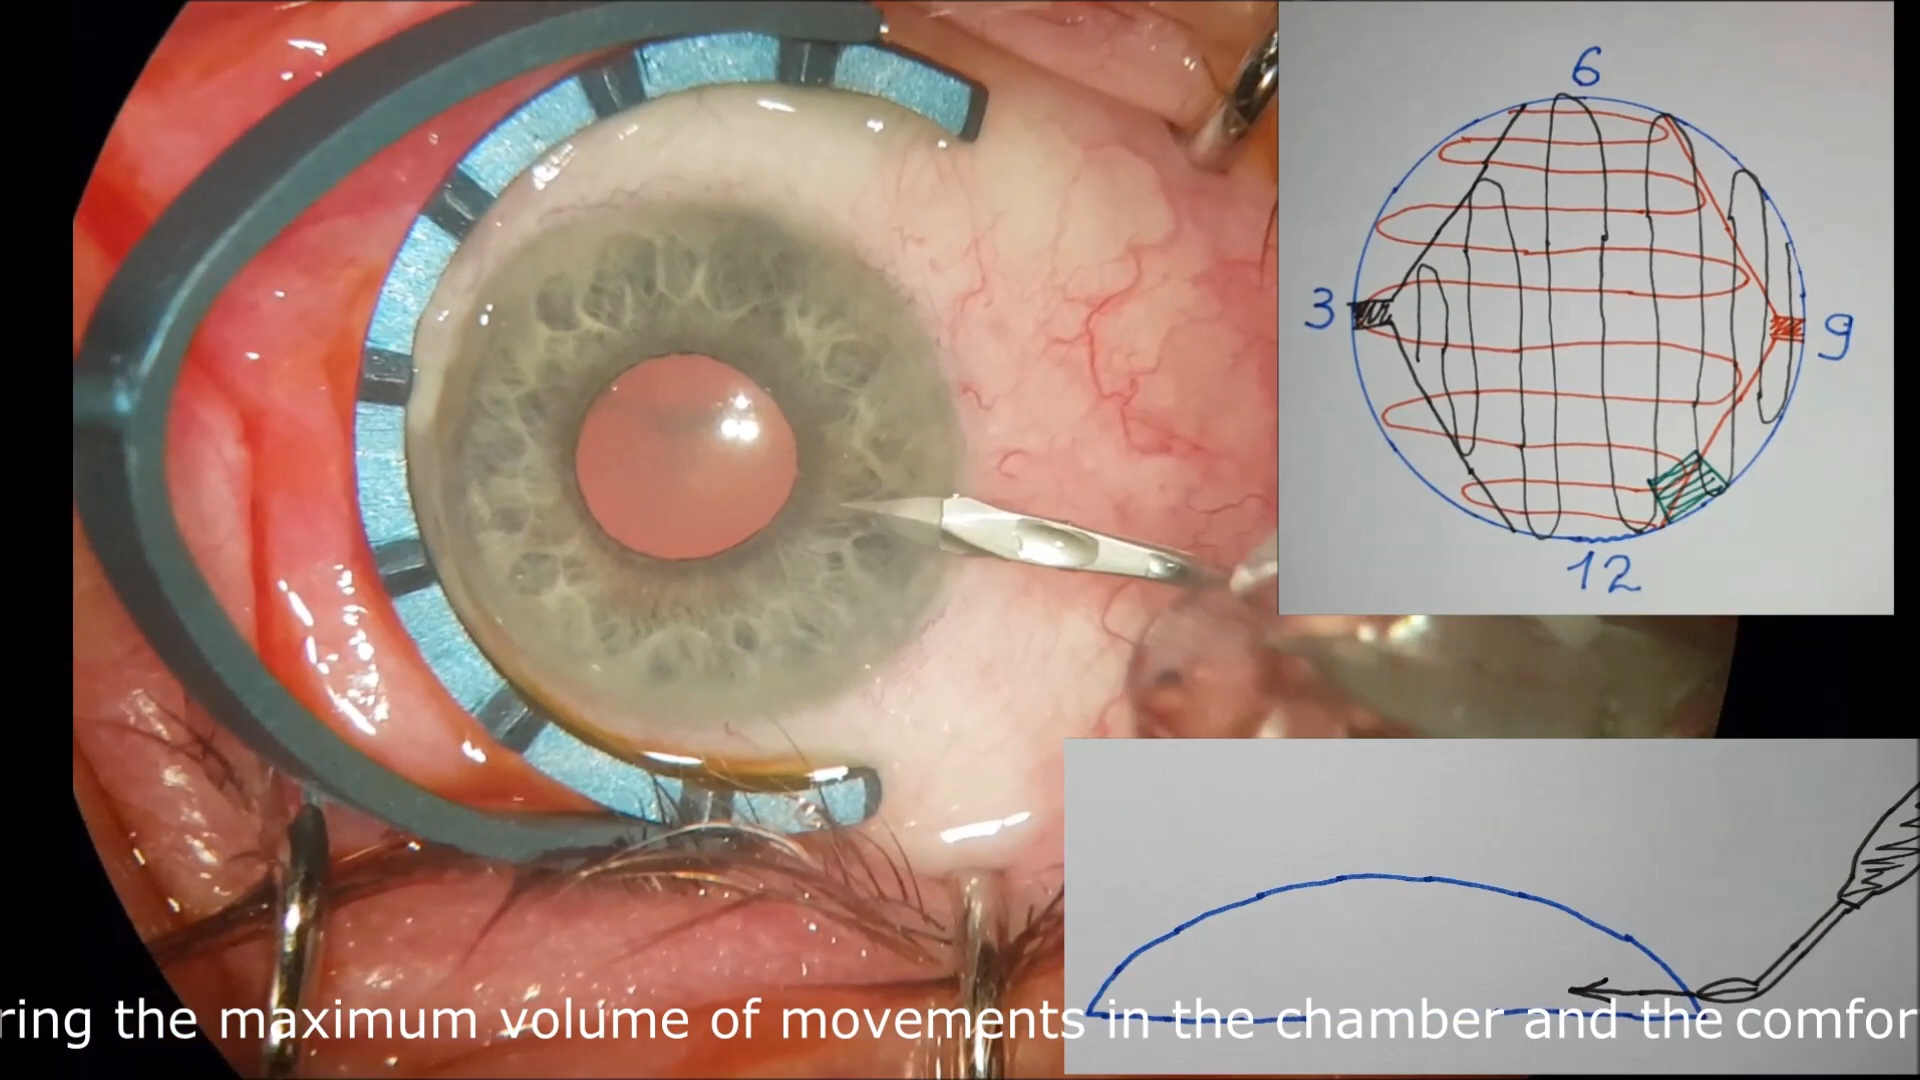 6
3
9
12
ring the maximum volume of movements in the chamber and the comfor